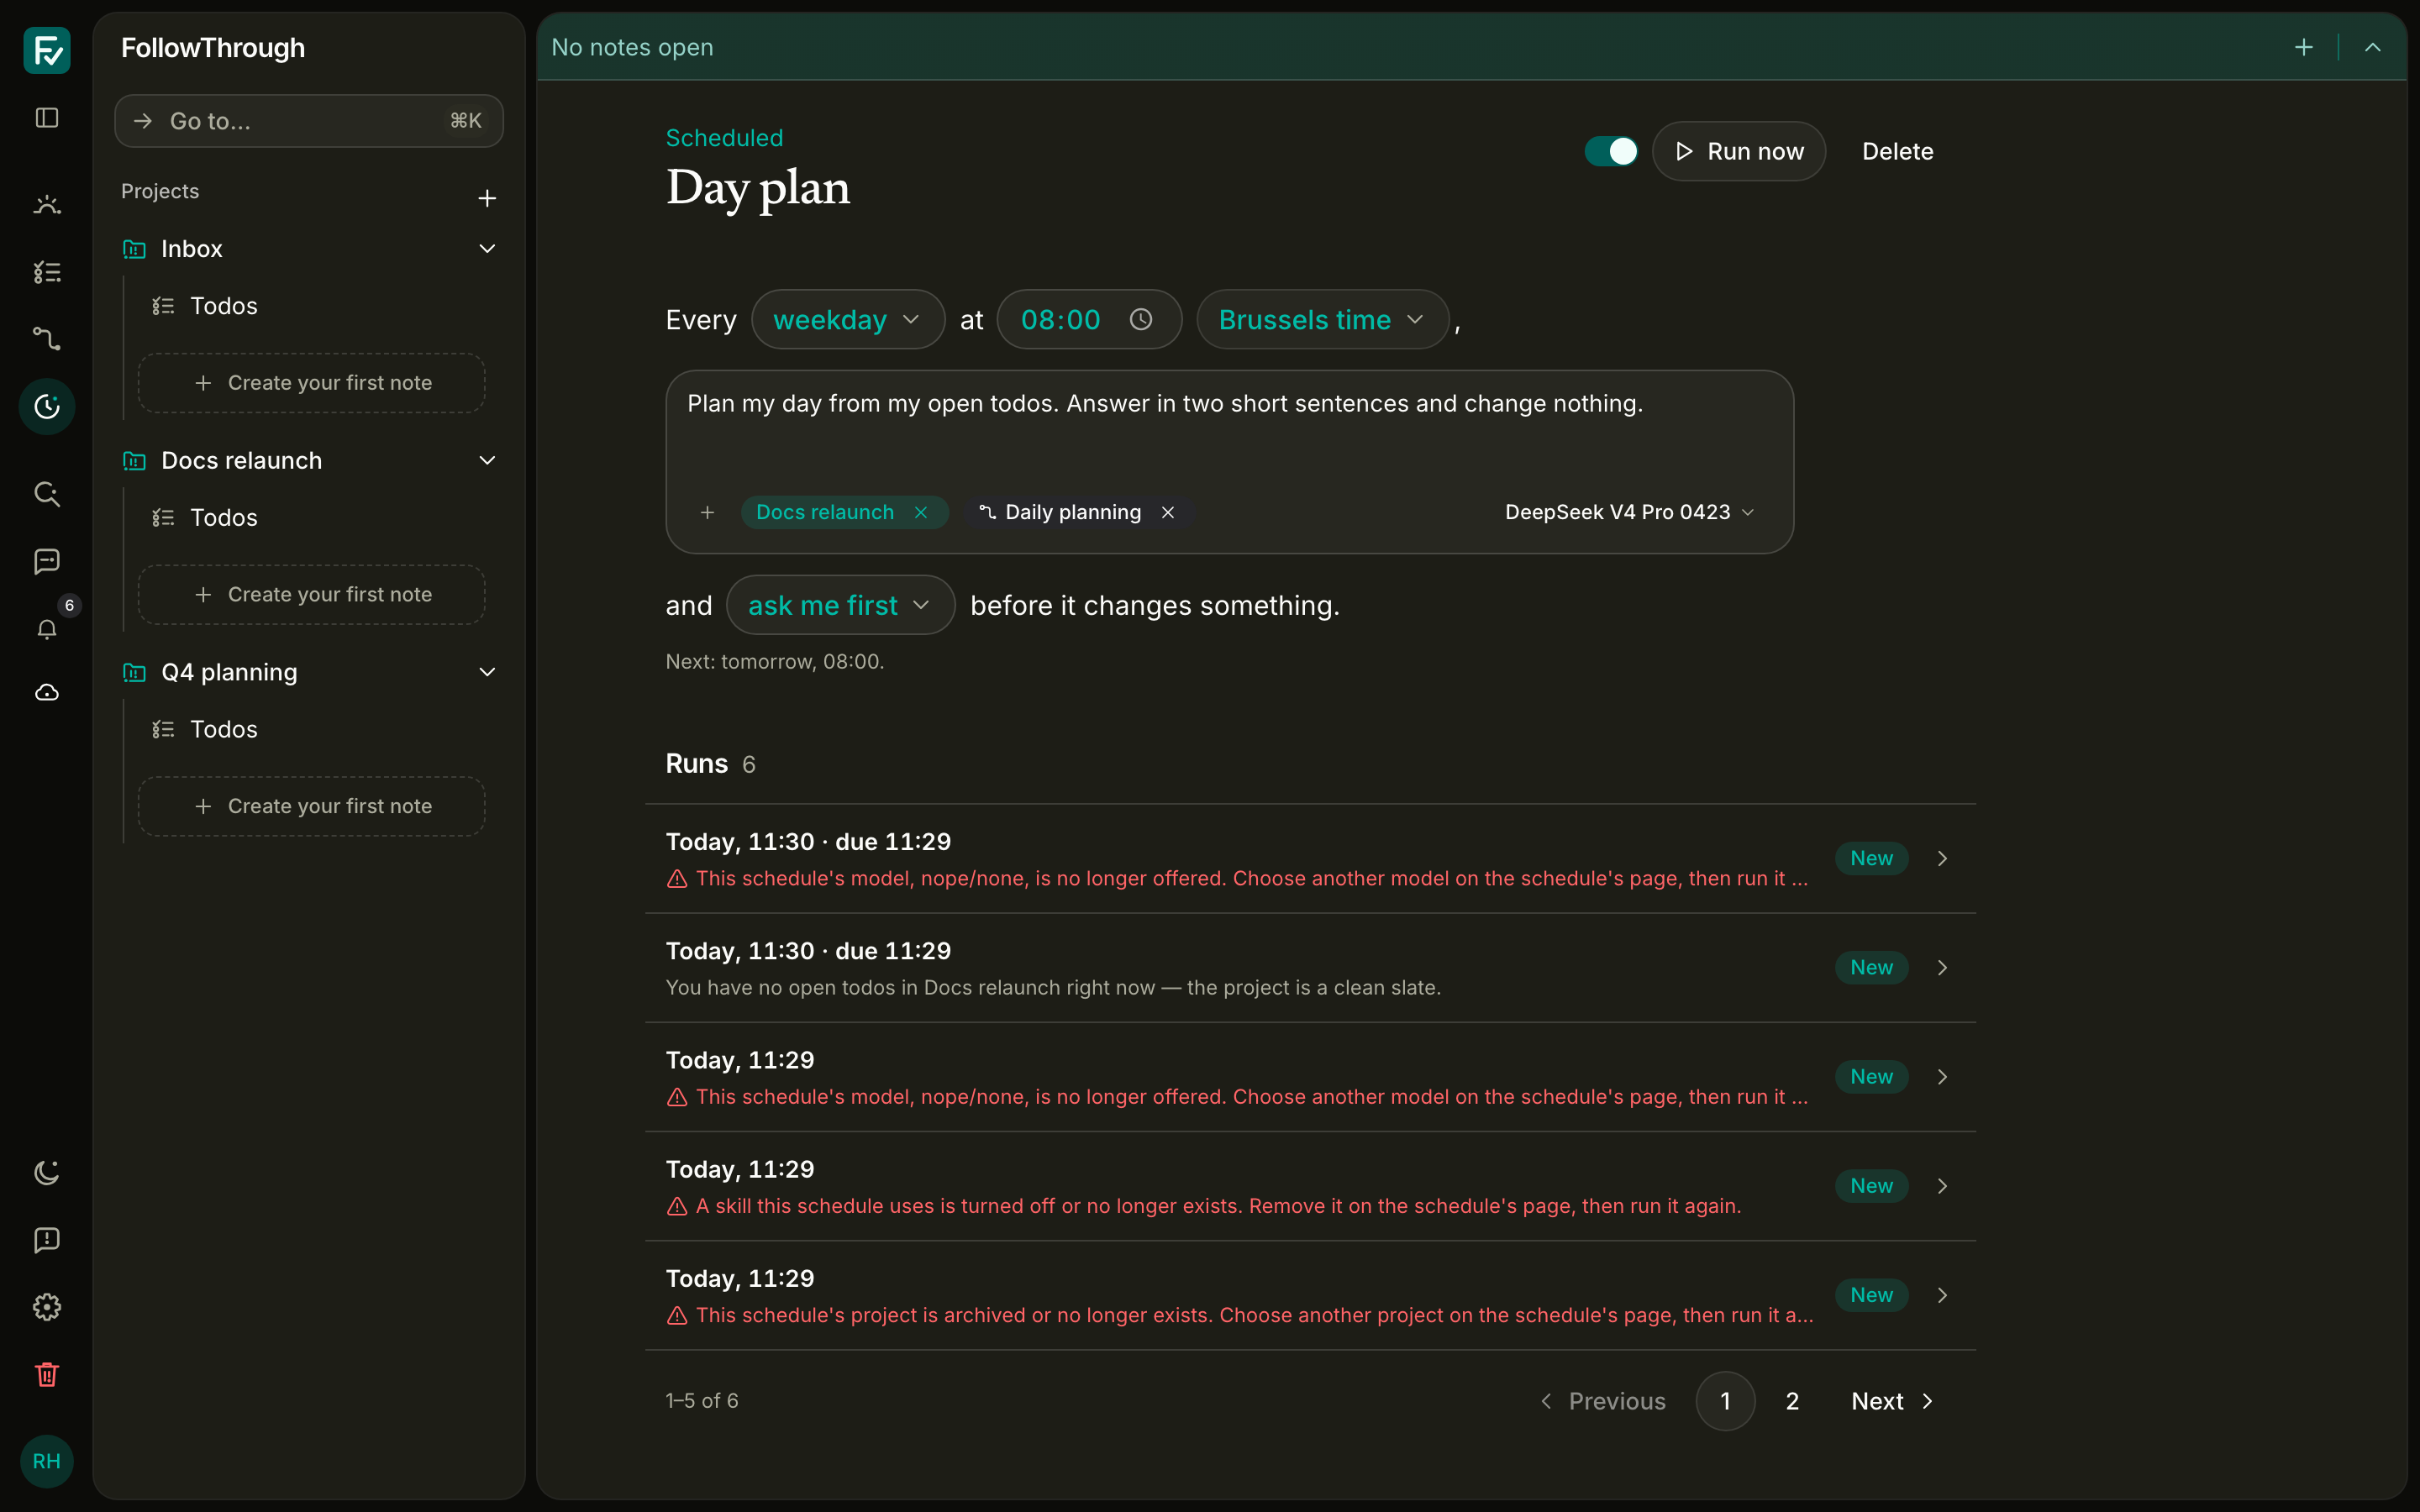 FollowThrough
Go to...
⌘K
Projects
Inbox
Todos
Create your first note
Docs relaunch
Todos
Create your first note
Q4 planning
Todos
Create your first note
6
RH
No notes open
Scheduled
Day plan
Run now
Delete
Every weekday at 08:00 Brussels time ,
Plan my day from my open todos. Answer in two short sentences and change nothing.
Docs relaunch
Daily planning
DeepSeek V4 Pro 0423
and ask me first before it changes something.
Next: tomorrow, 08:00.
Runs 6
Today, 11:30 · due 11:29
This schedule's model, nope/none, is no longer offered. Choose another model on the schedule's page, then run it ...
New
Today, 11:30 · due 11:29
You have no open todos in Docs relaunch right now — the project is a clean slate.
New
Today, 11:29
This schedule's model, nope/none, is no longer offered. Choose another model on the schedule's page, then run it ...
New
Today, 11:29
A skill this schedule uses is turned off or no longer exists. Remove it on the schedule's page, then run it again.
New
Today, 11:29
This schedule's project is archived or no longer exists. Choose another project on the schedule's page, then run it a...
New
1–5 of 6
Previous
1
2
Next